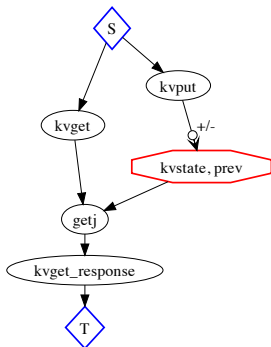 S
kvput
kvget
+/-
kvstate, prev
getj
kvget_response
T